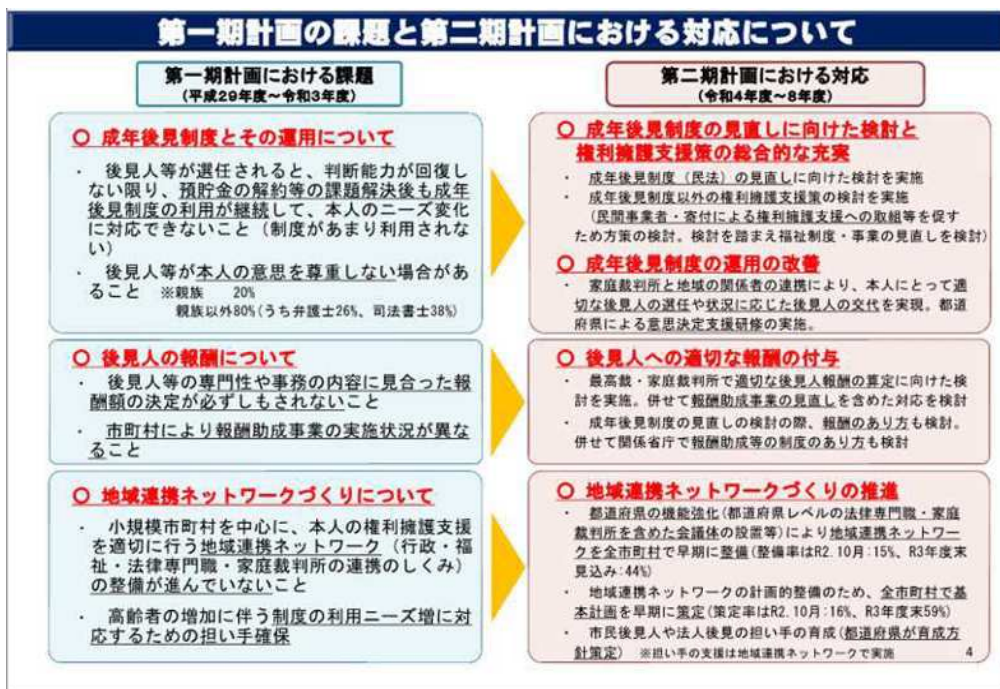 第一期計画の課題と第二期計画における対応について
第一期計画における課題
(平成29年度～令和3年度)
〇 成年後見制度とその運用について
・ 後見人等が選任されると、判断能力が回復
しない限り、預貯金の解約等の課題解決後も成年
後見制度の利用が継続して、本人のニーズ変化
に対応できないこと（制度があまり利用されな
い）
・ 後見人等が本人の意思を尊重しない場合があ
ること ※親族 20%
親族以外80%(うち弁護士26%、司法書士38%)
〇 後見人の報酬について
・ 後見人等の専門性や事務の内容に見合った報
酬額の決定が必ずしもされないこと
・ 市町村により報酬助成事業の実施状況が異な
ること
〇 地域連携ネットワークづくりについて
・ 小規模市町村を中心に、本人の権利擁護支援
を適切に行う地域連携ネットワーク（行政・福
祉・法律専門職・家庭裁判所の連携のしくみ）
の整備が進んでいないこと
・ 高齢者の増加に伴う制度の利用ニーズ増に対
応するための担い手確保
第二期計画における対応
(令和4年度～8年度)
〇 成年後見制度の見直しに向けた検討と
権利擁護支援策の総合的な充実
・ 成年後見制度（民法）の見直しに向けた検討を実施
・ 成年後見制度以外の権利擁護支援策の検討を実施
（民間事業者・寄付による権利擁護支援への取組等を促す
ため方策の検討。検討を踏まえ福祉制度・事業の見直しを検討)
〇 成年後見制度の運用の改善
・ 家庭裁判所と地域の関係者の連携により、本人にとって適
切な後見人の選任や状況に応じた後見人の交代を実現。都道
府県による意思決定支援研修の実施。
〇 後見人への適切な報酬の付与
・ 最高裁・家庭裁判所で適切な後見人報酬の算定に向けた検
討を実施。併せて報酬助成事業の見直しを含めた対応を検討
・ 成年後見制度の見直しの検討の際、報酬のあり方も検討。
併せて関係省庁で報酬助成等の制度のあり方も検討
〇 地域連携ネットワークづくりの推進
・ 都道府県の機能強化(都道府県レベルの法律専門職・家庭
裁判所を含めた会議体の設置等)により地域連携ネットワー
クを全市町村で早期に整備(整備率はR2.10月:15%、R3年度末
見込み:44%)
・ 地域連携ネットワークの計画的整備のため、全市町村で基
本計画を早期に策定(策定率はR2.10月:16%、R3年度末59%)
・ 市民後見人や法人後見の担い手の育成(都道府県が育成方
針策定) ※担い手の支援は地域連携ネットワークで実施
4